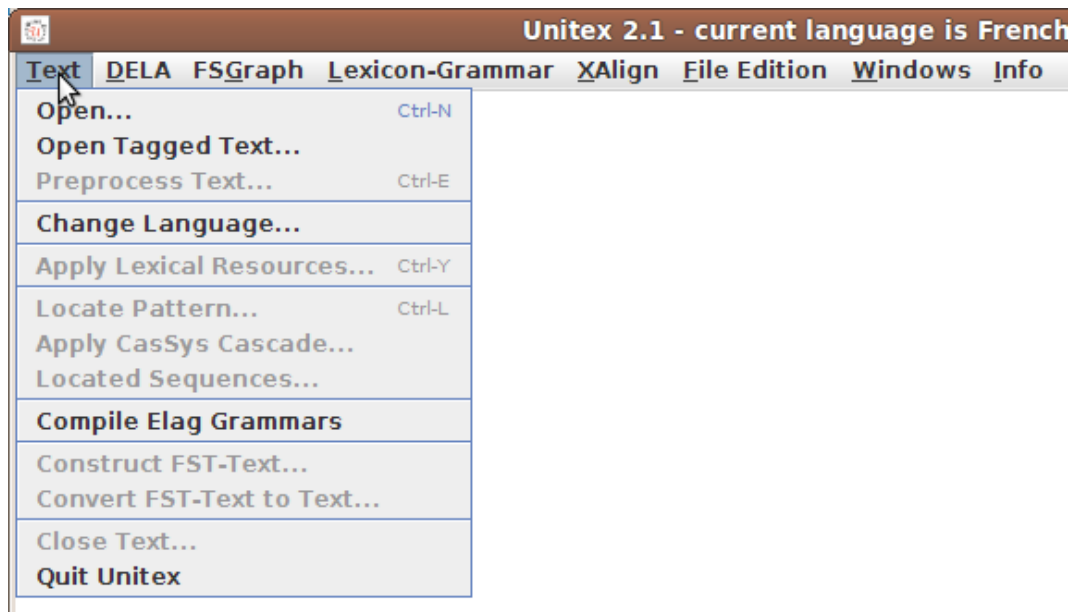 Unitex 2.1 - current language is French
Text DELA FSGraph Lexicon-Grammar XAlign File Edition Windows Info
Open... Ctrl-N
Open Tagged Text...
Preprocess Text... Ctrl-E
Change Language...
Apply Lexical Resources... Ctrl-Y
Locate Pattern... Ctrl-L
Apply CasSys Cascade...
Located Sequences...
Compile Elag Grammars
Construct FST-Text...
Convert FST-Text to Text...
Close Text...
Quit Unitex